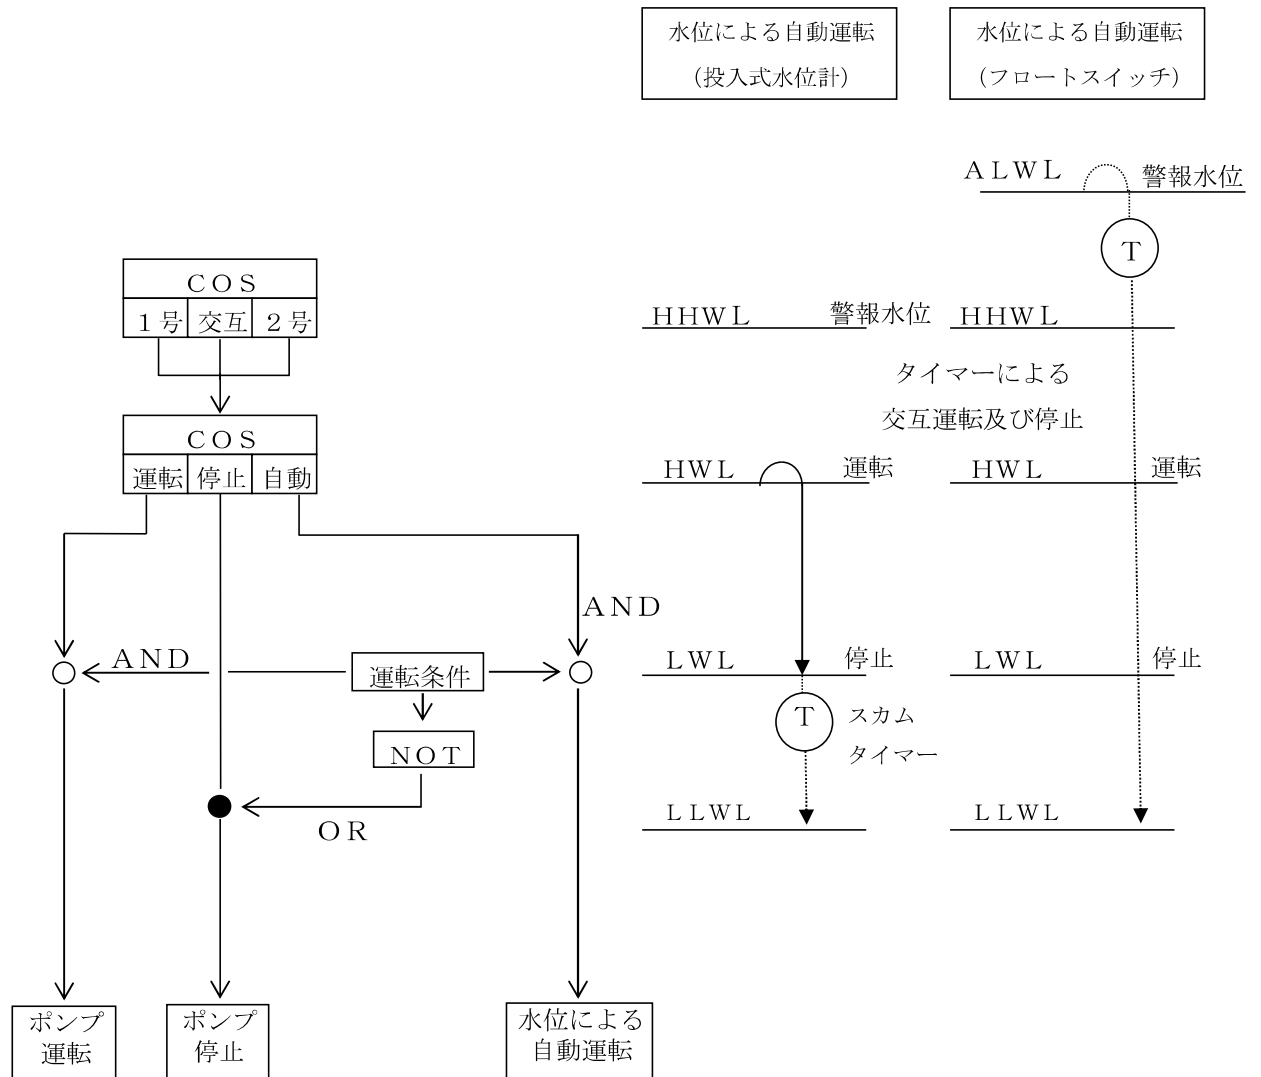 水位による自動運転
(投入式水位計)
水位による自動運転
(フロートスイッチ)
ＡＬＷＬ 警報水位
Ｔ
ＣＯＳ
１号 交互 ２号
ＨＨＷＬ 警報水位
ＨＨＷＬ
タイマーによる
交互運転及び停止
ＣＯＳ
運転 停止 自動
ＨＷＬ 運転
ＨＷＬ 運転
ＡＮＤ
ＡＮＤ
運転条件
ＬＷＬ 停止
ＬＷＬ 停止
Ｔ
スカム
タイマー
ＮＯＴ
ＯＲ
ＬＬＷＬ
ＬＬＷＬ
ポンプ
運転
ポンプ
停止
水位による
自動運転